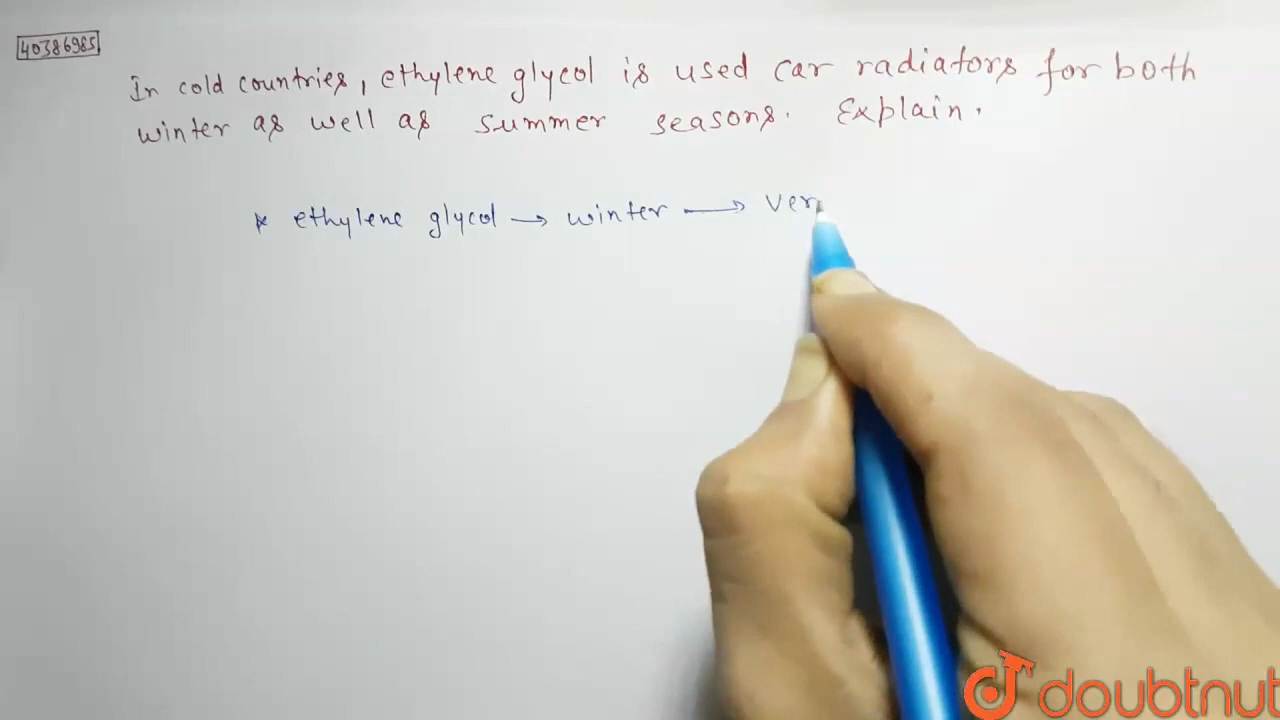 40386985
In cold countries, ethylene glycol is used car radiators for both
winter as well as summer seasons. Explain.
* ethylene glycol → winter → ver
doubtnut